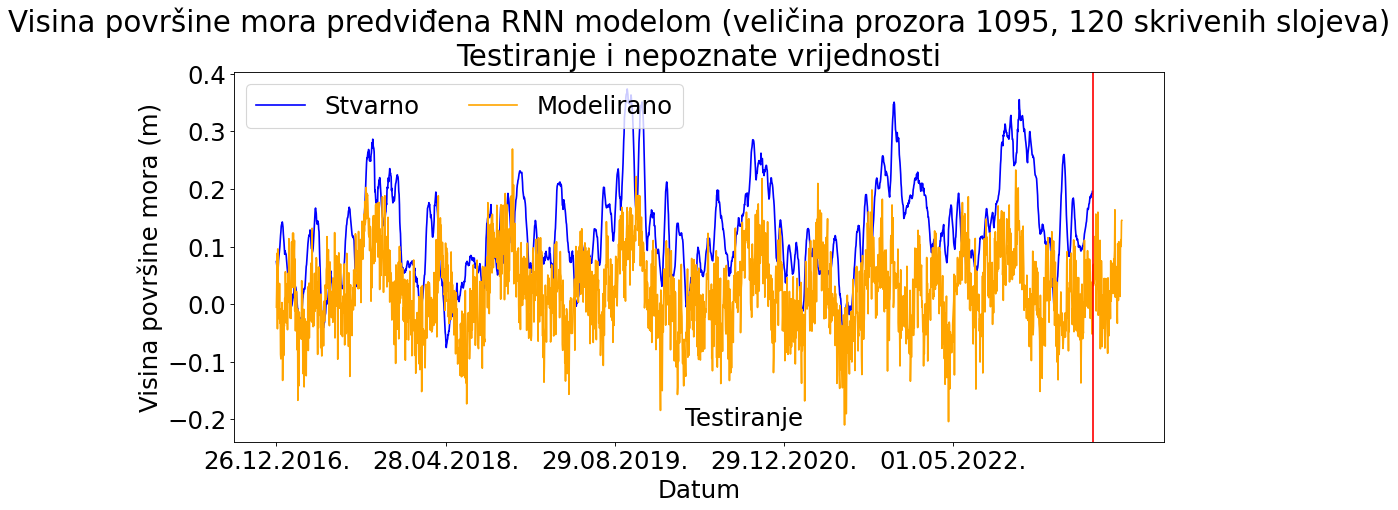 Visina površine mora predviđena RNN modelom (veličina prozora 1095, 120 skrivenih slojeva)
Testiranje i nepoznate vrijednosti
Stvarno Modelirano
Visina površine mora (m)
0.4
0.3
0.2
0.1
0.0
−0.1
−0.2
Testiranje
26.12.2016. 28.04.2018. 29.08.2019. 29.12.2020. 01.05.2022.
Datum